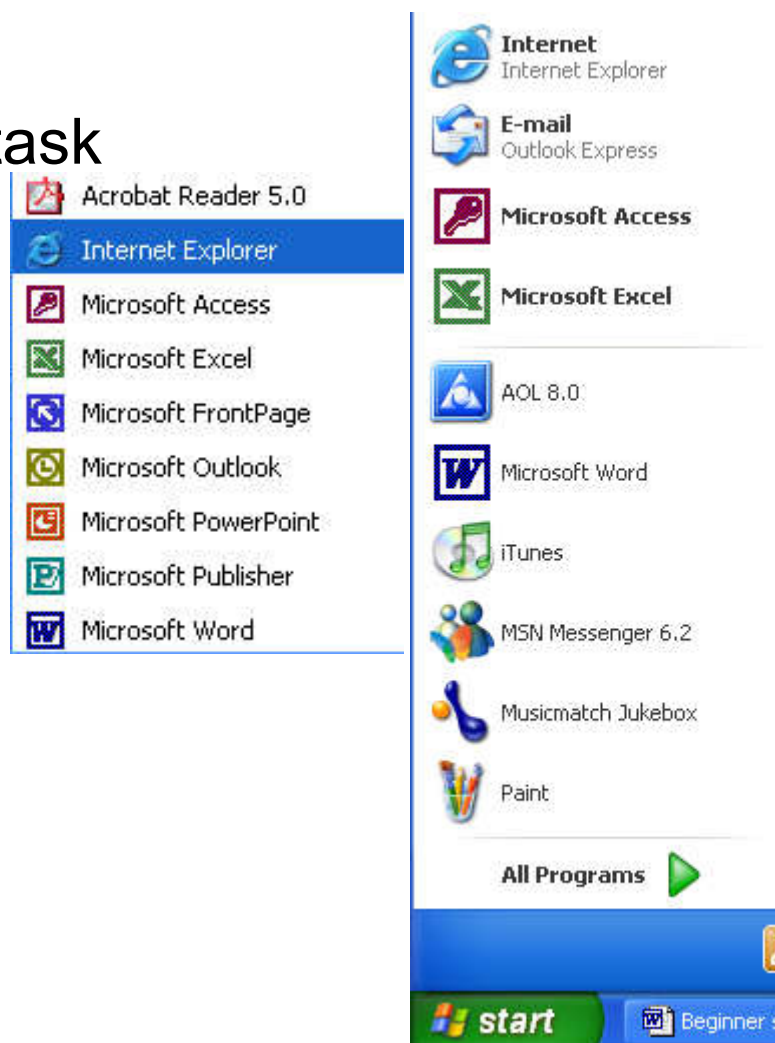 task
Acrobat Reader 5.0
Internet Explorer
Microsoft Access
Microsoft Excel
Microsoft FrontPage
Microsoft Outlook
Microsoft PowerPoint
Microsoft Publisher
Microsoft Word
Internet
Internet Explorer
E-mail
Outlook Express
Microsoft Access
Microsoft Excel
AOL 8.0
Microsoft Word
iTunes
MSN Messenger 6.2
Musicmatch Jukebox
Paint
All Programs
start
Beginner s